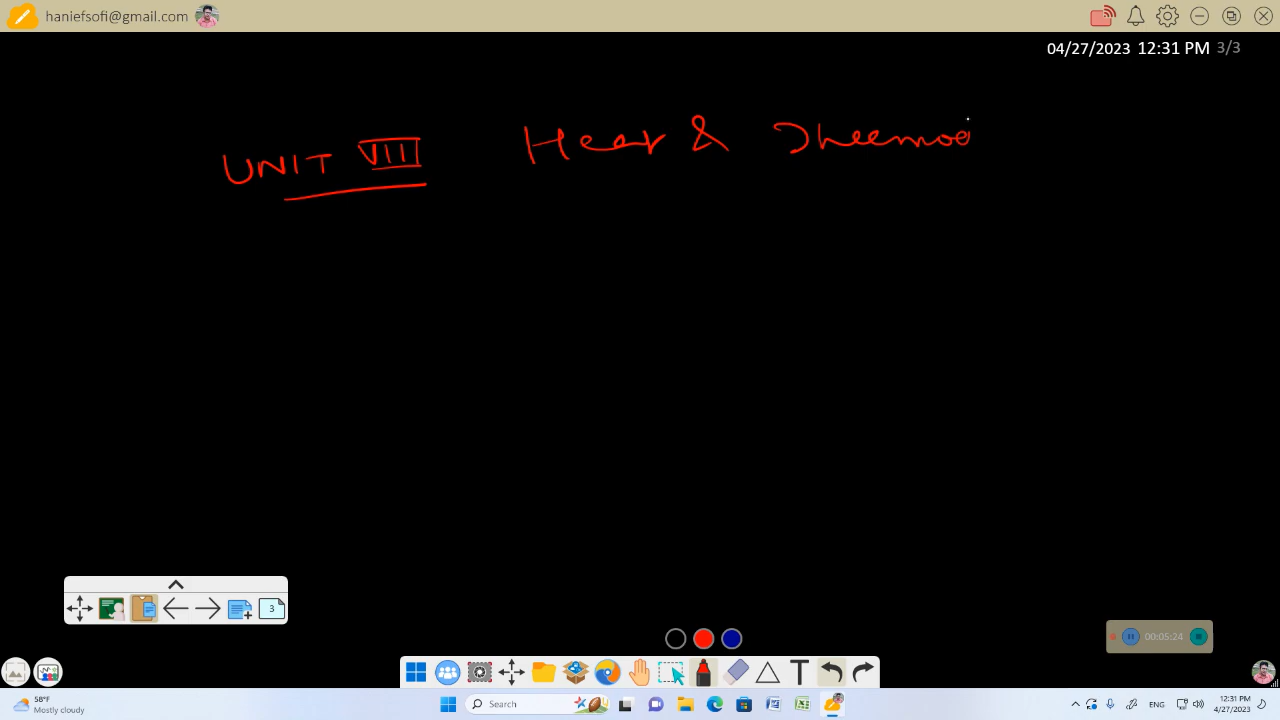 haniefsofi@gmail.com
04/27/2023 12:31 PM 3/3
UNIT VIII Heat &
3
00:05:24
T
58°F
Mostly cloudy
Search
ENG
12:31 PM
4/27/2023